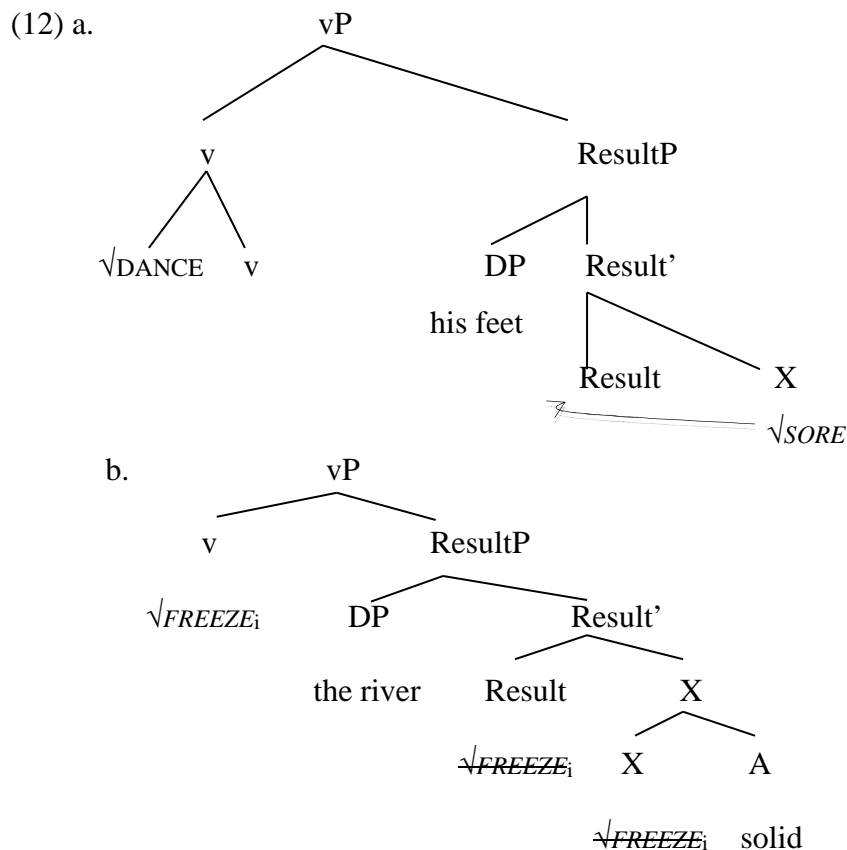 (12) a. vP
v ResultP
√DANCE v DP Result’
his feet
Result X
√SORE
b. vP
v ResultP
√FREEZEi DP Result’
the river Result X
√FREEZEi X A
√FREEZEi solid